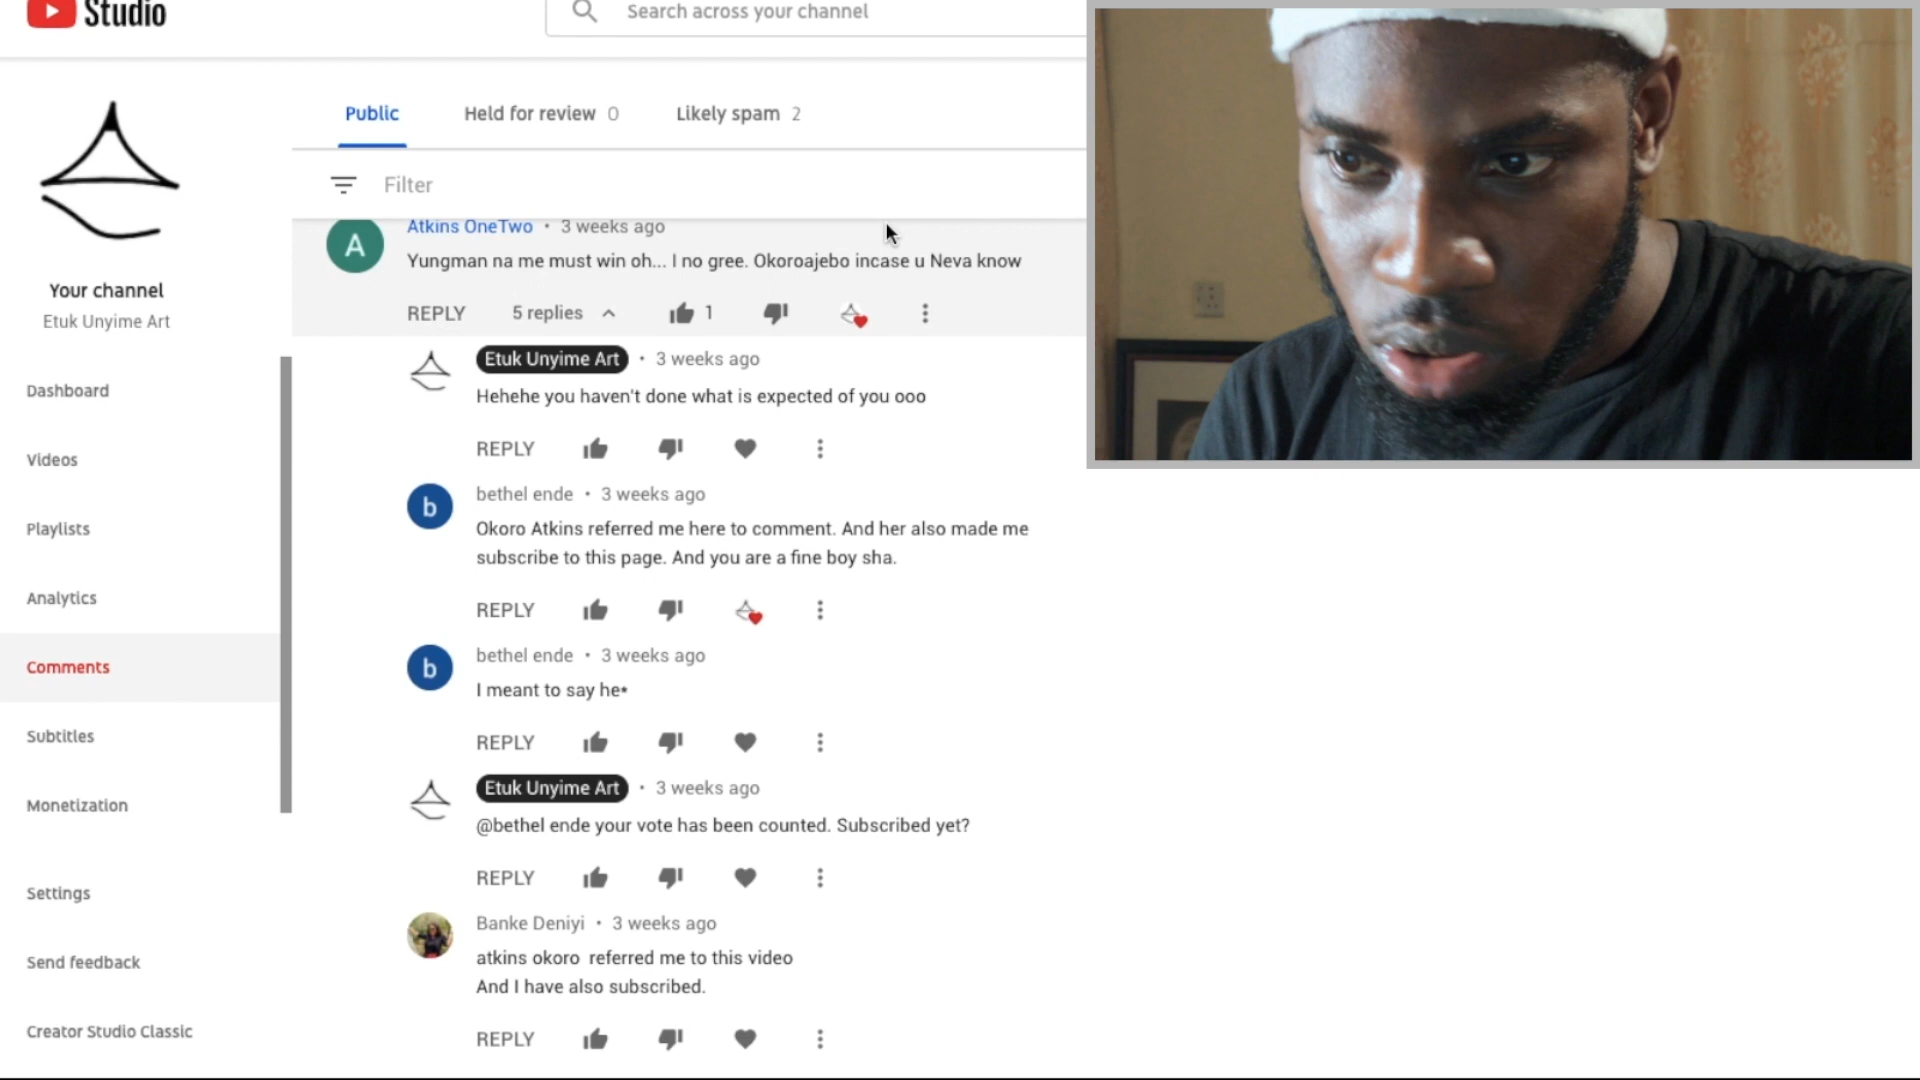 Studio
Search across your channel
Public
Held for review 0
Likely spam 2
Filter
Your channel
Etuk Unyime Art
Dashboard
Videos
Playlists
Analytics
Comments
Subtitles
Monetization
Settings
Send feedback
Creator Studio Classic
A
Atkins OneTwo • 3 weeks ago
Yungman na me must win oh... I no gree. Okoroajebo incase u Neva know
REPLY 5 replies 1
Etuk Unyime Art • 3 weeks ago
Hehehe you haven't done what is expected of you ooo
REPLY
b
bethel ende • 3 weeks ago
Okoro Atkins referred me here to comment. And her also made me
subscribe to this page. And you are a fine boy sha.
REPLY
b
bethel ende • 3 weeks ago
I meant to say he*
REPLY
Etuk Unyime Art • 3 weeks ago
@bethel ende your vote has been counted. Subscribed yet?
REPLY
Banke Deniyi • 3 weeks ago
atkins okoro referred me to this video
And I have also subscribed.
REPLY